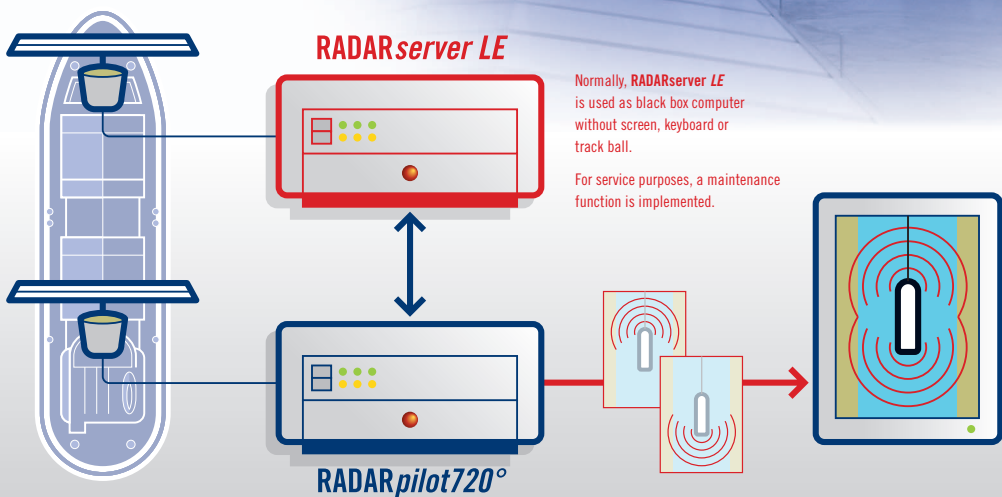 RADARserver LE
Normally, RADARserver LE
is used as black box computer
without screen, keyboard or
track ball.
For service purposes, a maintenance
function is implemented.
RADARpilot720°